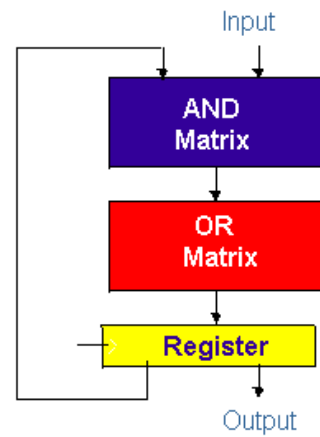 Input
AND
Matrix
OR
Matrix
Register
Output